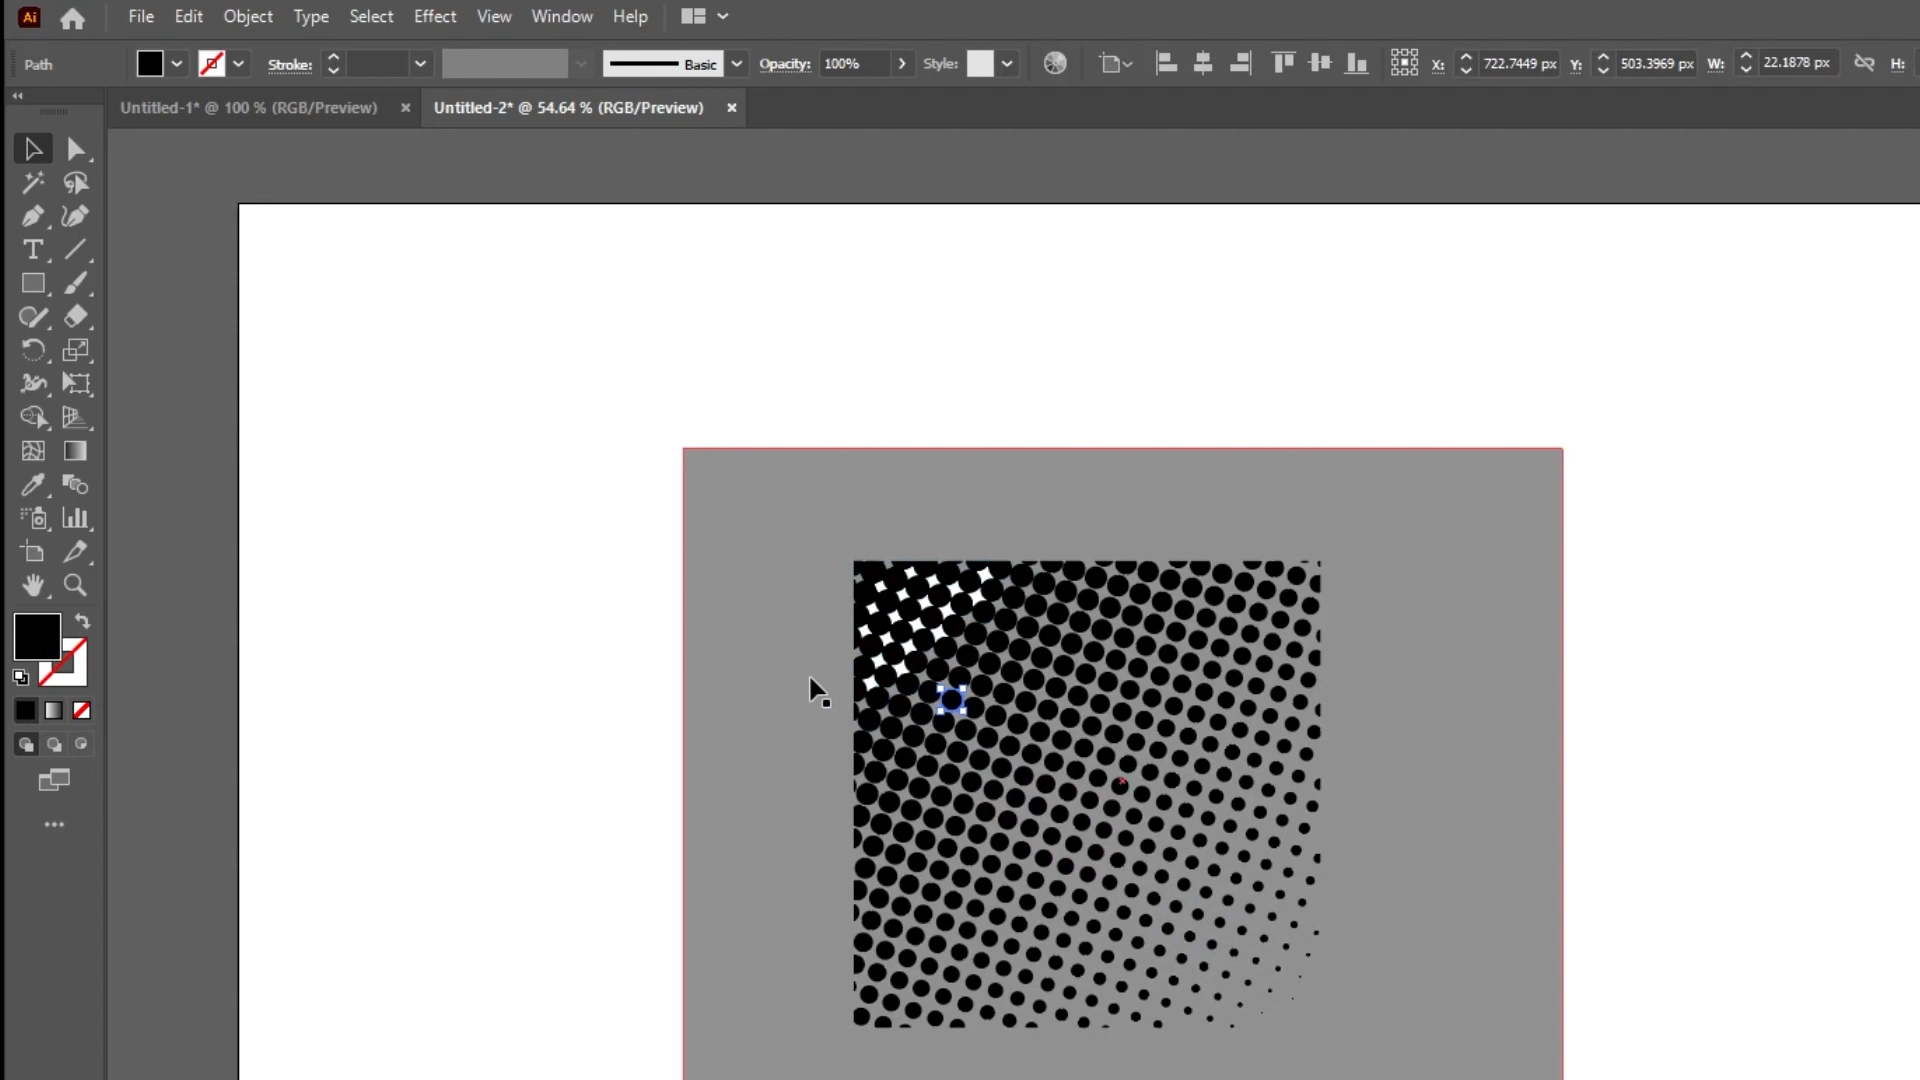 Ai File Edit Object Type Select Effect View Window Help
Path Stroke: Basic Opacity: 100% Style: X: 722.7449 px Y: 503.3969 px W: 22.1878 px H:
Untitled-1* @ 100 % (RGB/Preview) × Untitled-2* @ 54.64 % (RGB/Preview) ×